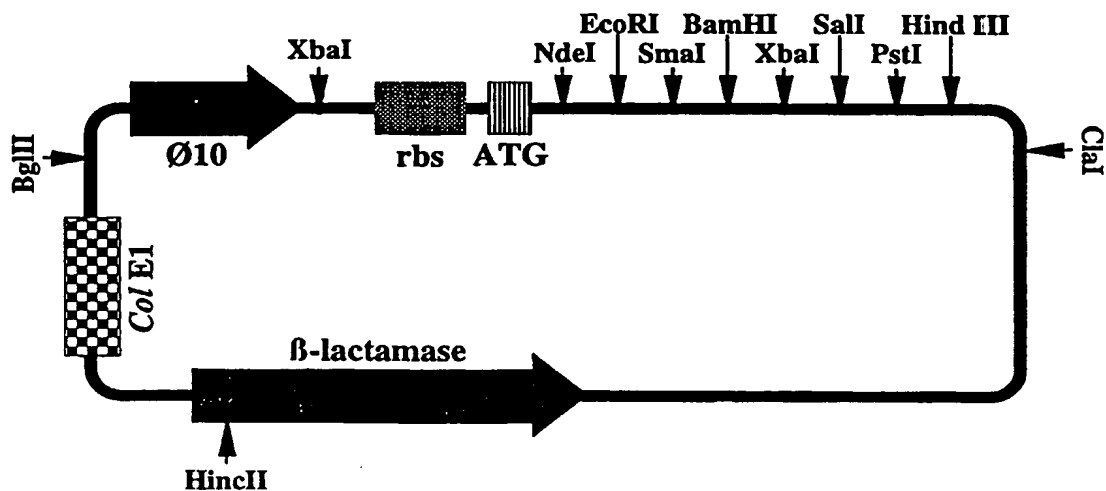 EcoRI BamHI SalI Hind III
XbaI NdeI SmaI XbaI PstI
BglII
Ø10 rbs ATG
ClaI
Col E1
ß-lactamase
HincII